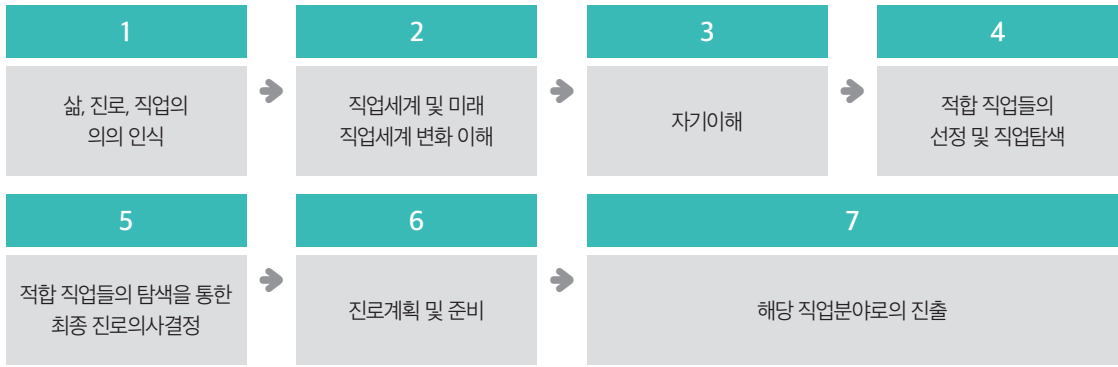 1
삶, 진로, 직업의
의의 인식
2
직업세계 및 미래
직업세계 변화 이해
3
자기이해
4
적합 직업들의
선정 및 직업탐색
5
적합 직업들의 탐색을 통한
최종 진로의사결정
6
진로계획 및 준비
7
해당 직업분야로의 진출